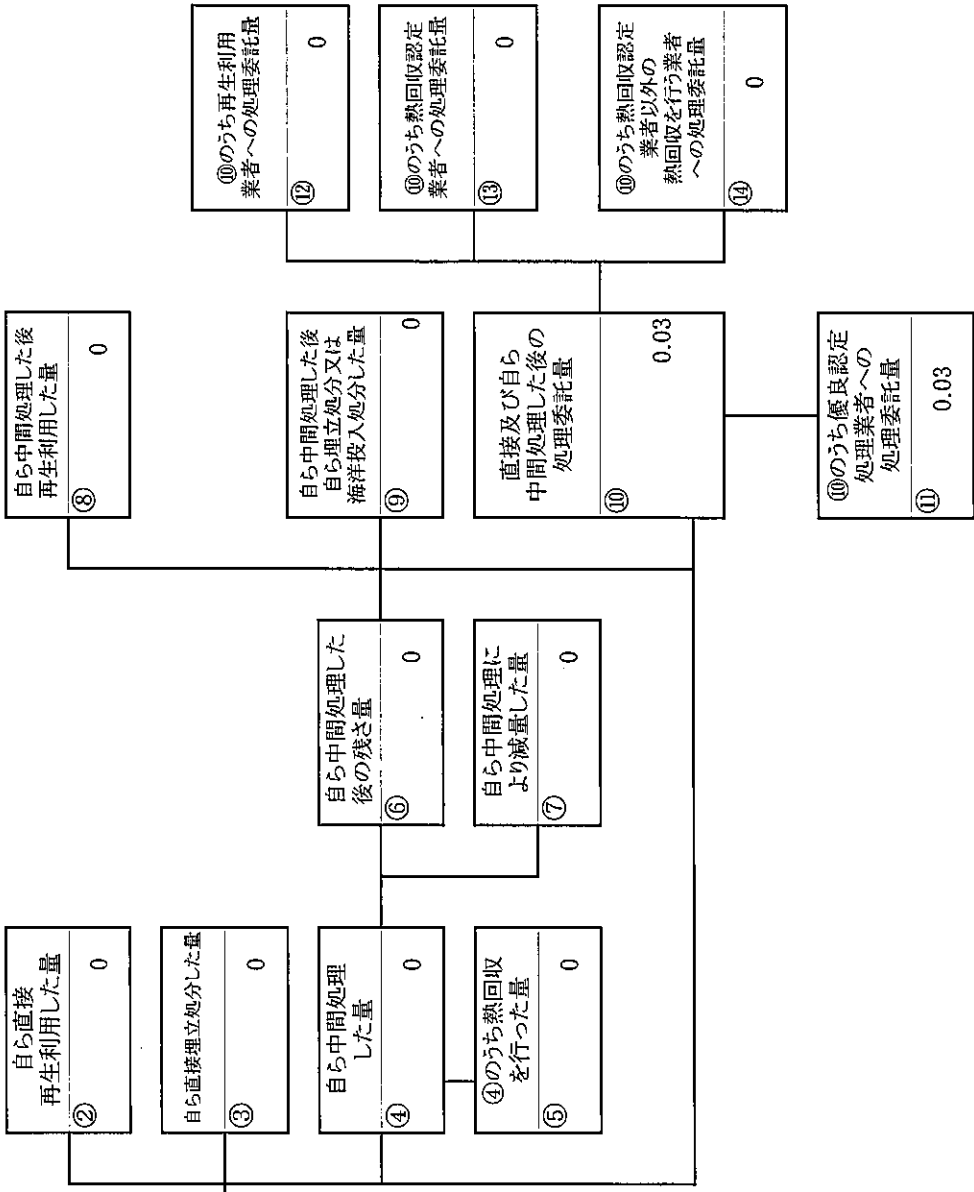 自ら直接
再生利用した量
②
0
自ら直接埋立処分した量
③
0
自ら中間処理
した量
④
0
④のうち熱回収
を行った量
⑤
0
自ら中間処理した
後の残さ量
⑥
0
自ら中間処理に
より減量した量
⑦
0
自ら中間処理した後
再生利用した量
⑧
0
自ら中間処理した後
自ら埋立処分又は
海洋投入処分した量
⑨
0
直接及び自ら
中間処理した後の
処理委託量
⑩
0.03
⑩のうち優良認定
処理業者への
処理委託量
⑪
0.03
⑩のうち再生利用
業者への処理委託量
⑫
0
⑩のうち熱回収認定
業者への処理委託量
⑬
0
⑩のうち熱回収認定
業者以外の
熱回収を行う業者
への処理委託量
⑭
0